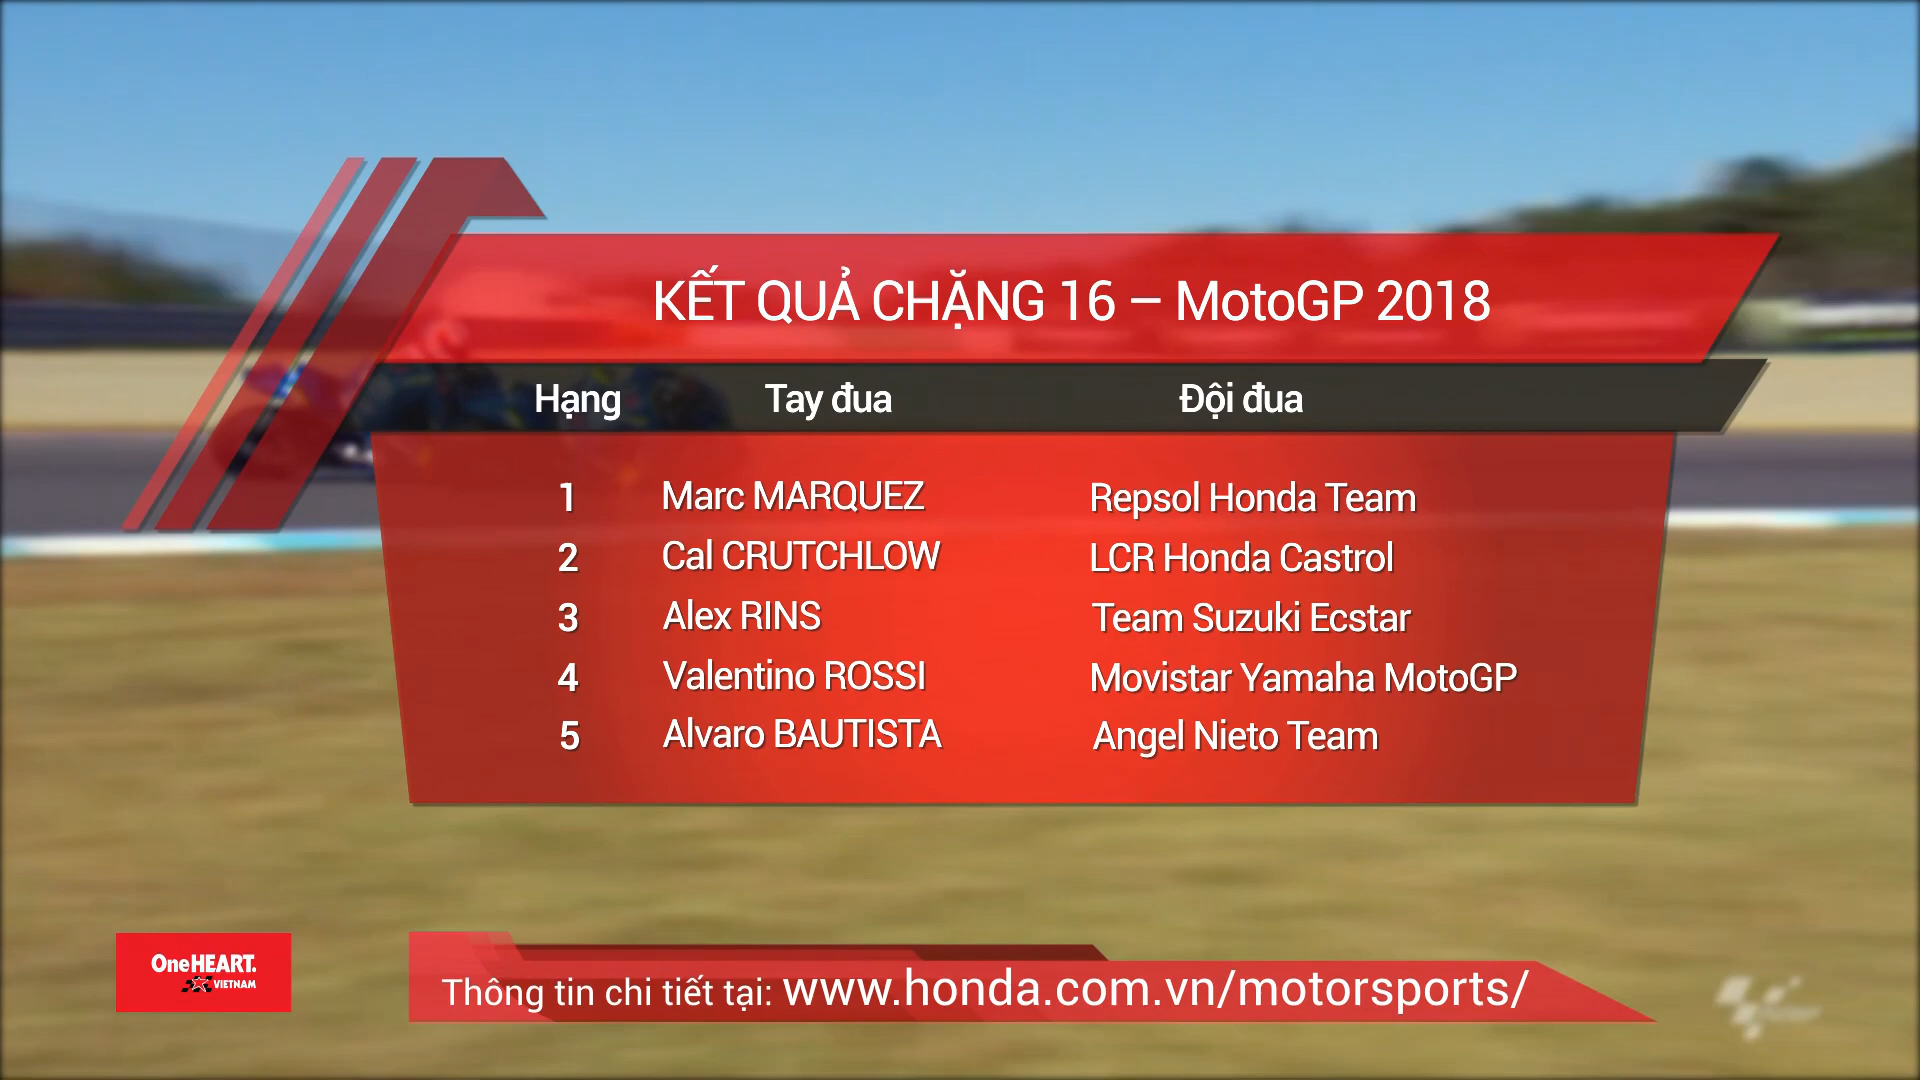 KẾT QUẢ CHẶNG 16 – MotoGP 2018
Hạng Tay đua Đội đua
1 Marc MARQUEZ Repsol Honda Team
2 Cal CRUTCHLOW LCR Honda Castrol
3 Alex RINS Team Suzuki Ecstar
4 Valentino ROSSI Movistar Yamaha MotoGP
5 Alvaro BAUTISTA Angel Nieto Team
OneHEART.
VIETNAM
Thông tin chi tiết tại: www.honda.com.vn/motorsports/